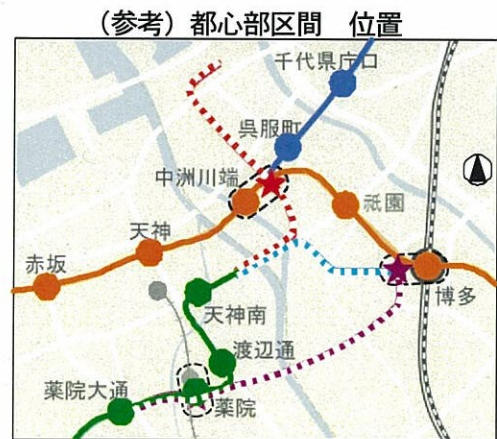 (参考) 都心部区間 位置
千代県庁口
呉服町
中洲川端
祇園
天神
赤坂
博多
天神南
渡辺通
薬院大通
薬院